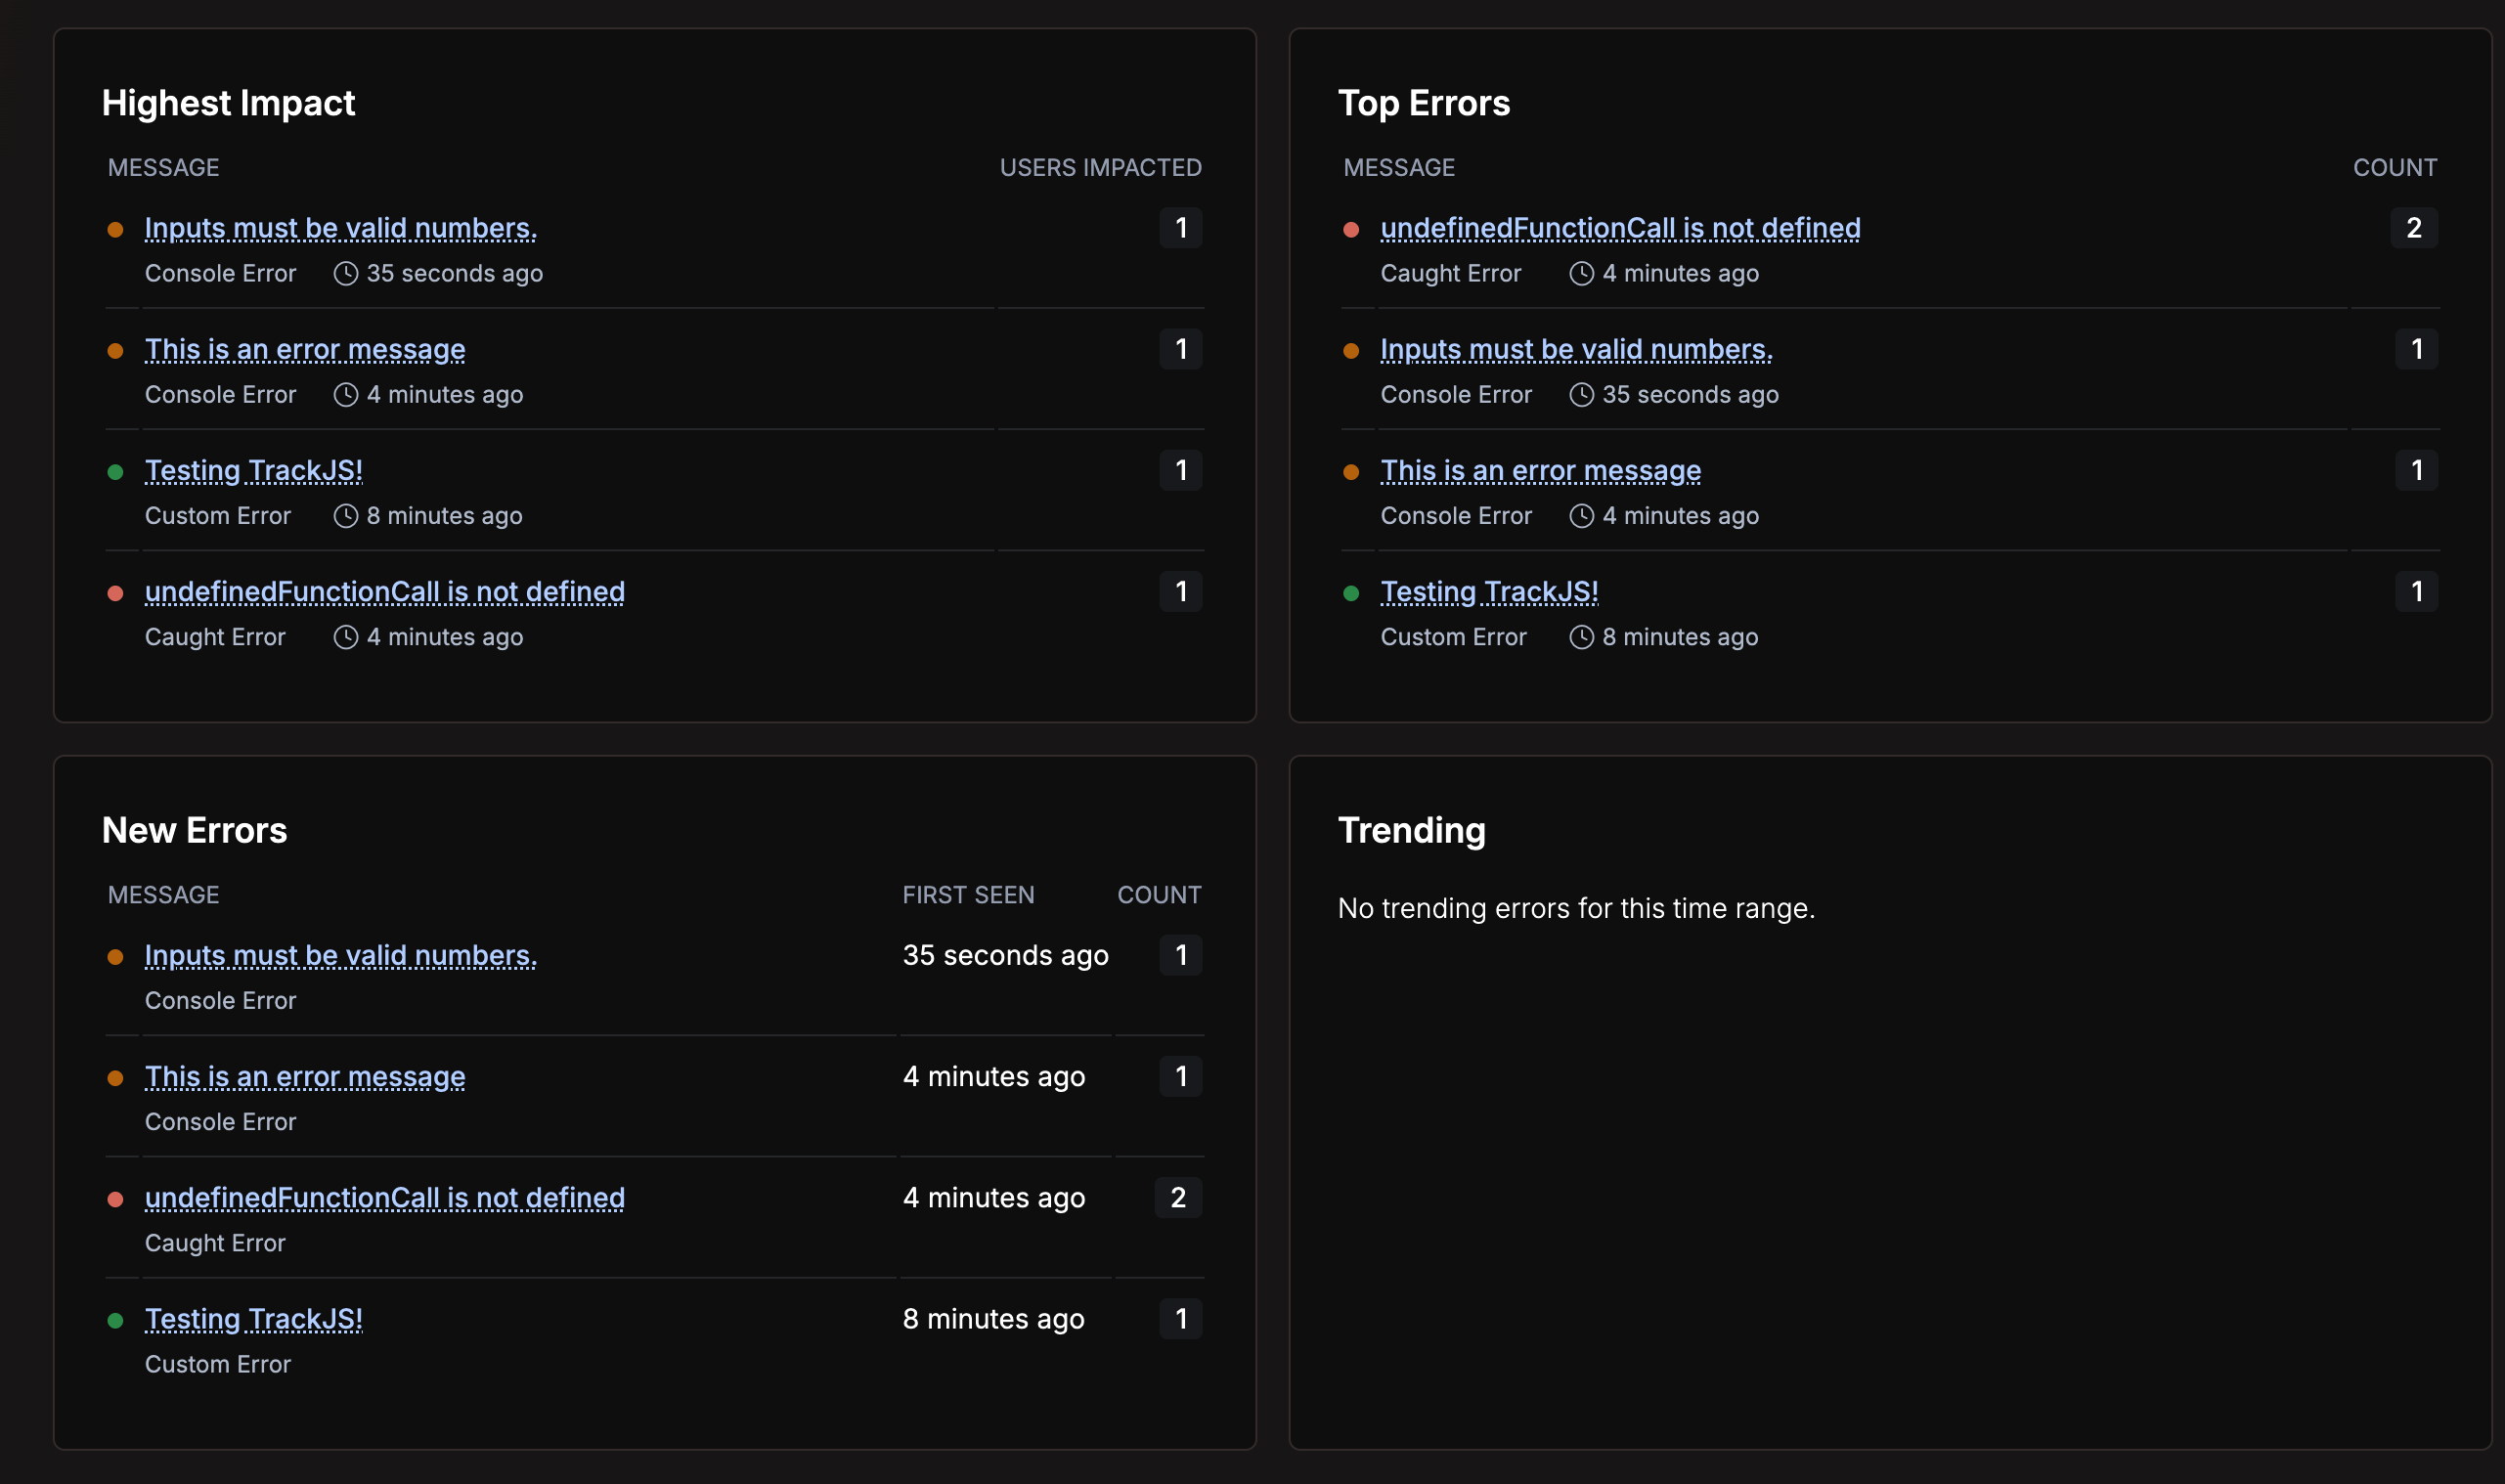 Highest Impact
MESSAGE USERS IMPACTED
Inputs must be valid numbers. 1
Console Error 35 seconds ago
This is an error message 1
Console Error 4 minutes ago
Testing TrackJS! 1
Custom Error 8 minutes ago
undefinedFunctionCall is not defined 1
Caught Error 4 minutes ago
Top Errors
MESSAGE COUNT
undefinedFunctionCall is not defined 2
Caught Error 4 minutes ago
Inputs must be valid numbers. 1
Console Error 35 seconds ago
This is an error message 1
Console Error 4 minutes ago
Testing TrackJS! 1
Custom Error 8 minutes ago
New Errors
MESSAGE FIRST SEEN COUNT
Inputs must be valid numbers. 35 seconds ago 1
Console Error
This is an error message 4 minutes ago 1
Console Error
undefinedFunctionCall is not defined 4 minutes ago 2
Caught Error
Testing TrackJS! 8 minutes ago 1
Custom Error
Trending
No trending errors for this time range.